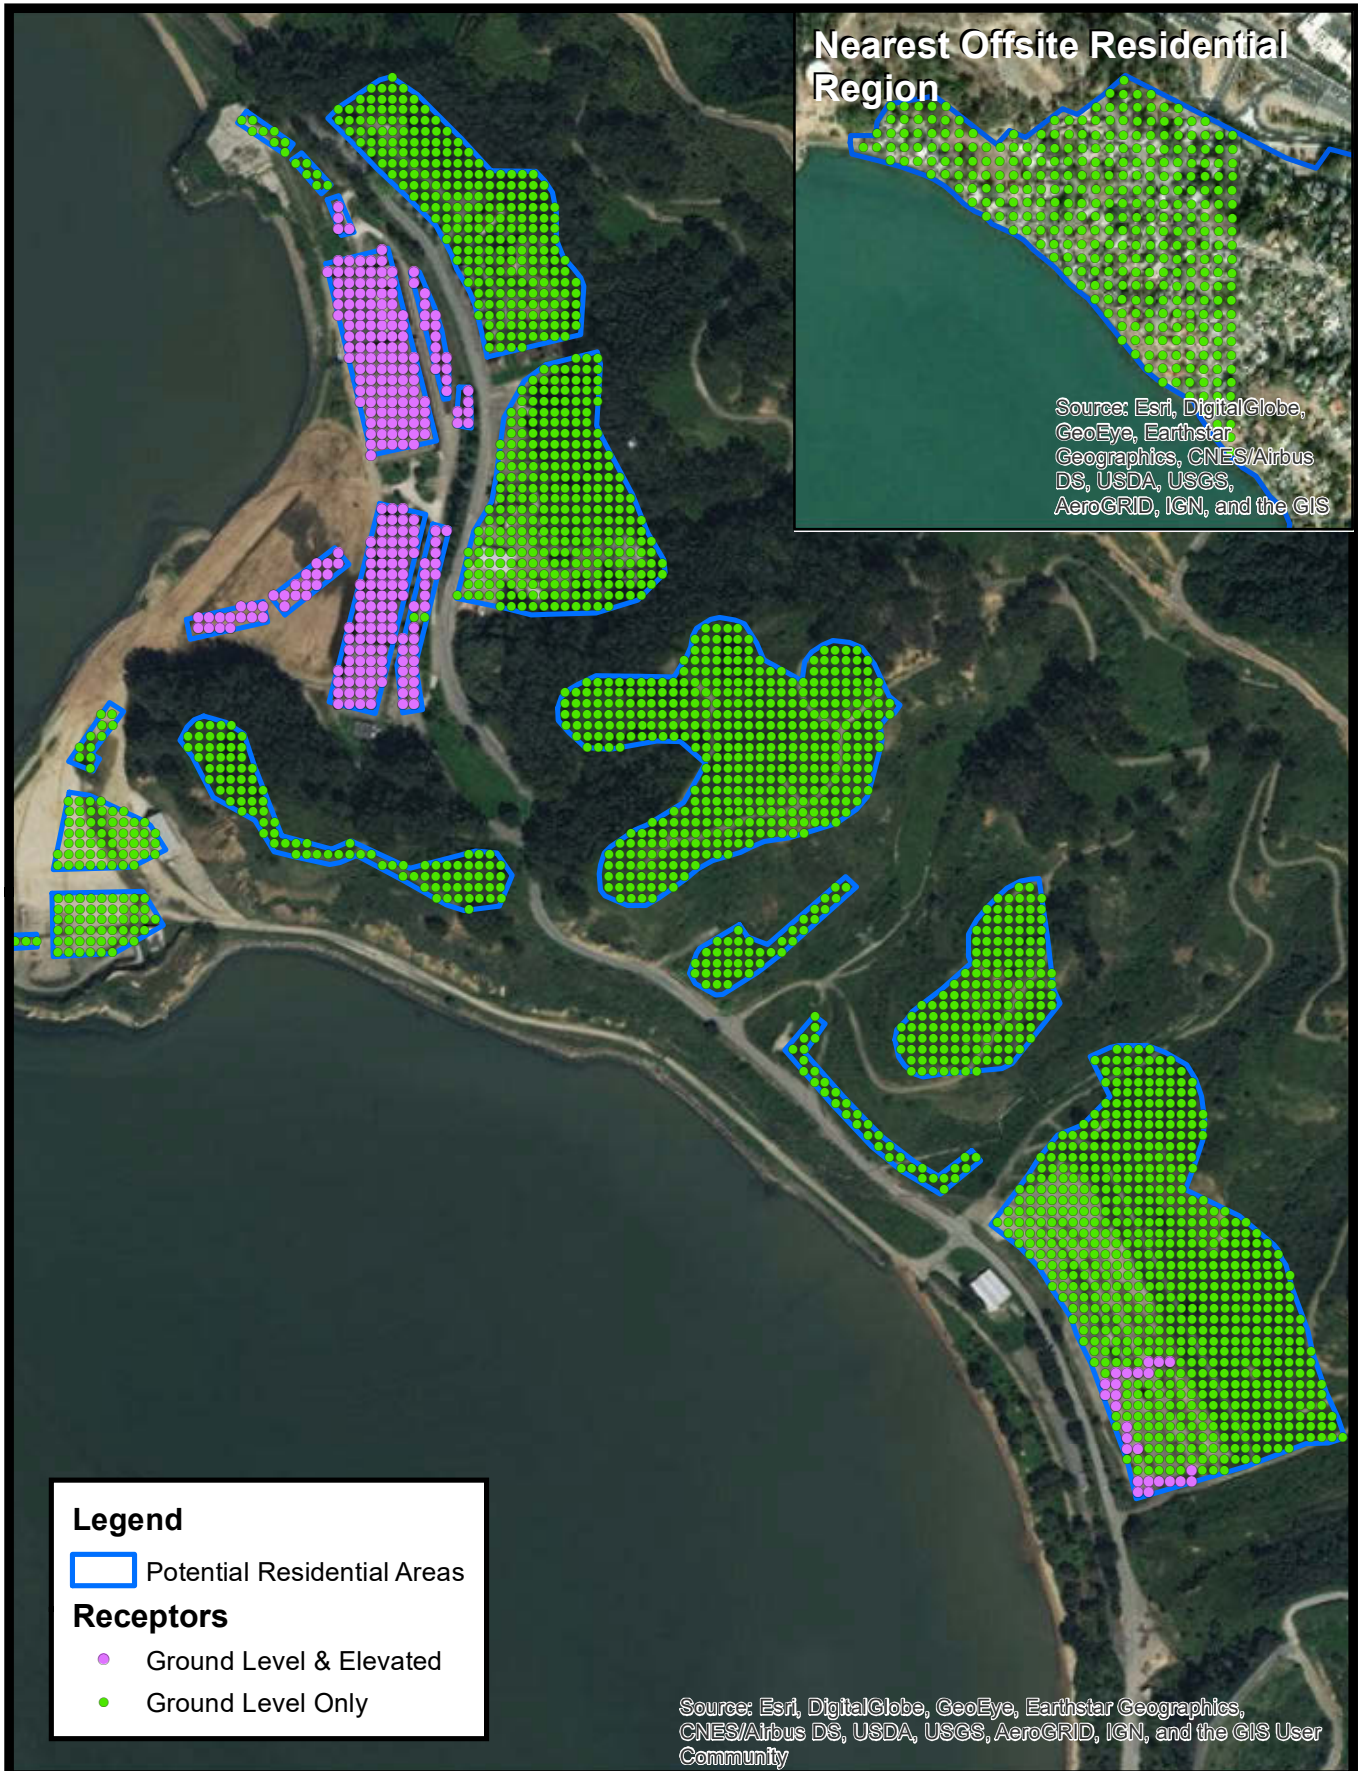 Nearest Offsite Residential
Region
Source: Esri, DigitalGlobe,
GeoEye, Earthstar
Geographics, CNES/Airbus
DS, USDA, USGS,
AeroGRID, IGN, and the GIS
Legend
Potential Residential Areas
Receptors
Ground Level & Elevated
Ground Level Only
Source: Esri, DigitalGlobe, GeoEye, Earthstar Geographics,
CNES/Airbus DS, USDA, USGS, AeroGRID, IGN, and the GIS User
Community